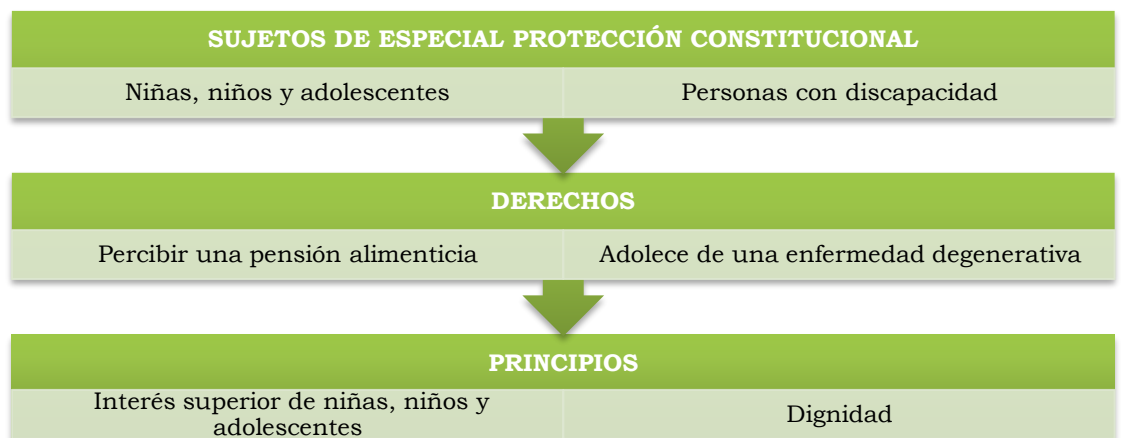 SUJETOS DE ESPECIAL PROTECCIÓN CONSTITUCIONAL
Niñas, niños y adolescentes
Personas con discapacidad
DERECHOS
Percibir una pensión alimenticia
Adolece de una enfermedad degenerativa
PRINCIPIOS
Interés superior de niñas, niños y
adolescentes
Dignidad